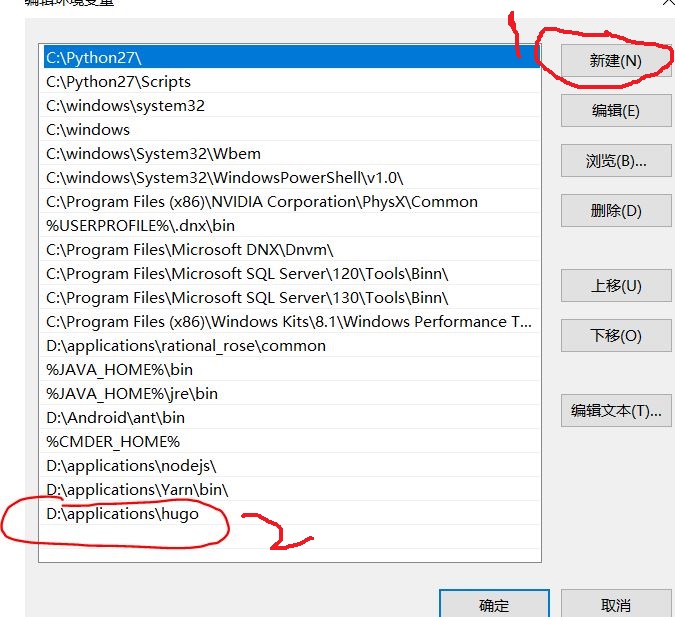 编辑环境变量
C:\Python27\
C:\Python27\Scripts
C:\windows\system32
C:\windows
C:\windows\System32\Wbem
C:\windows\System32\WindowsPowerShell\v1.0\
C:\Program Files (x86)\NVIDIA Corporation\PhysX\Common
%USERPROFILE%\.dnx\bin
C:\Program Files\Microsoft DNX\Dnvm\
C:\Program Files\Microsoft SQL Server\120\Tools\Binn\
C:\Program Files\Microsoft SQL Server\130\Tools\Binn\
C:\Program Files (x86)\Windows Kits\8.1\Windows Performance T...
D:\applications\rational_rose\common
%JAVA_HOME%\bin
%JAVA_HOME%\jre\bin
D:\Android\ant\bin
%CMDER_HOME%
D:\applications\nodejs\
D:\applications\Yarn\bin\
D:\applications\hugo
1
2
新建(N)
编辑(E)
浏览(B)...
删除(D)
上移(U)
下移(O)
编辑文本(T)...
确定
取消